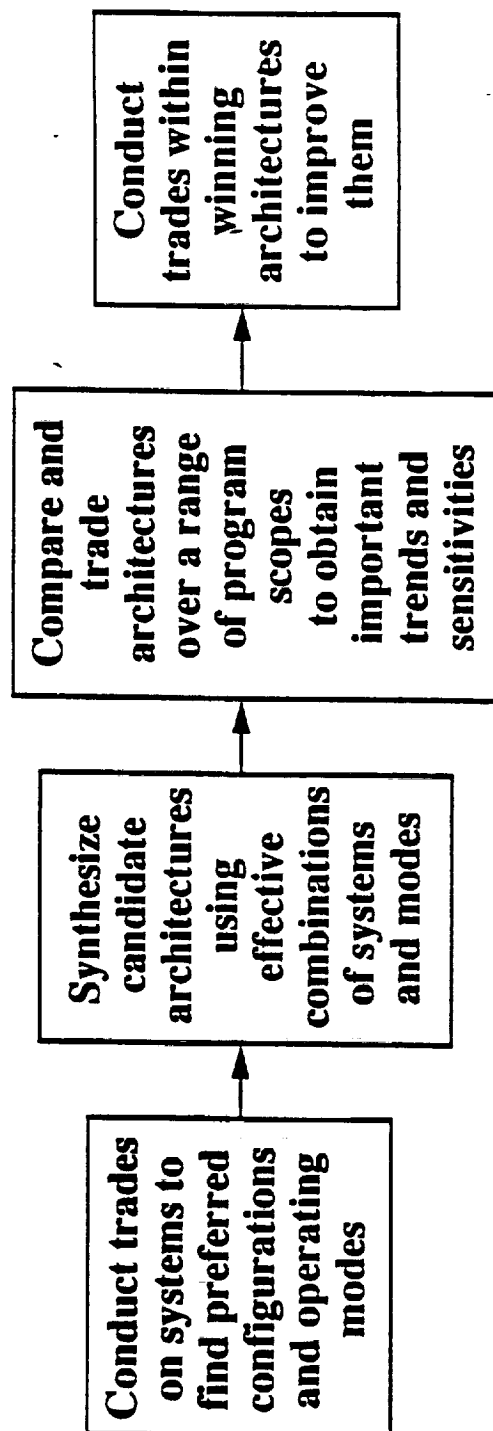 Conduct trades
on systems to
find preferred
configurations
and operating
modes
Synthesize
candidate
architectures
using
effective
combinations
of systems
and modes
Compare and
trade
architectures
over a range
of program
scopes
to obtain
important
trends and
sensitivities
Conduct
trades within
winning
architectures
to improve
them